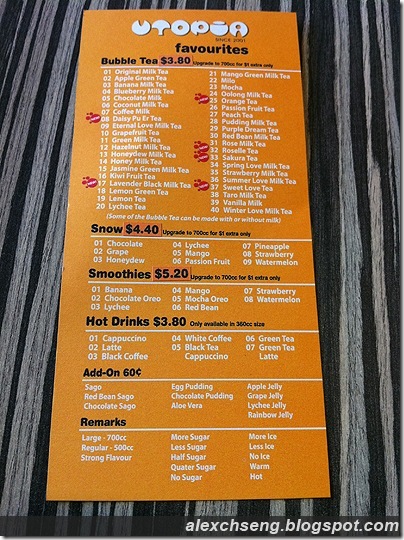 UTOPIA
SINCE 2001
favourites
Bubble Tea $3.80 Upgrade to 700cc for $1 extra only
01 Original Milk Tea
02 Apple Green Tea
03 Banana Milk Tea
04 Blueberry Milk Tea
05 Chocolate Milk
06 Coconut Milk Tea
07 Coffee Milk
08 Daisy Pu Er Tea
09 Eternal Love Milk Tea
10 Grapefruit Tea
11 Green Milk Tea
12 Hazelnut Milk Tea
13 Honeydew Milk Tea
14 Honey Milk Tea
15 Jasmine Green Milk Tea
16 Kiwi Fruit Tea
17 Lavender Black Milk Tea
18 Lemon Green Tea
19 Lemon Tea
20 Lychee Tea
21 Mango Green Milk Tea
22 Milo
23 Mocha
24 Oolong Milk Tea
25 Orange Tea
26 Passion Fruit Tea
27 Peach Tea
28 Pudding Milk Tea
29 Purple Dream Tea
30 Red Bean Milk Tea
31 Rose Milk Tea
32 Roselle Tea
33 Sakura Tea
34 Spring Love Milk Tea
35 Strawberry Milk Tea
36 Summer Love Milk Tea
37 Sweet Love Tea
38 Taro Milk Tea
39 Vanilla Milk
40 Winter Love Milk Tea
(Some of the Bubble Tea can be made with or without milk)
Snow $4.40 Upgrade to 700cc for $1 extra only
01 Chocolate
02 Grape
03 Honeydew
04 Lychee
05 Mango
06 Passion Fruit
07 Pineapple
08 Strawberry
09 Watermelon
Smoothies $5.20 Upgrade to 700cc for $1 extra only
01 Banana
02 Chocolate Oreo
03 Lychee
04 Mango
05 Mocha Oreo
06 Red Bean
07 Strawberry
08 Watermelon
Hot Drinks $3.80 Only available in 360cc size
01 Cappuccino
02 Latte
03 Black Coffee
04 White Coffee
05 Black Tea
Cappuccino
06 Green Tea
07 Green Tea
Latte
Add-On 60¢
Sago
Red Bean Sago
Chocolate Sago
Egg Pudding
Chocolate Pudding
Aloe Vera
Apple Jelly
Grape Jelly
Lychee Jelly
Rainbow Jelly
Remarks
Large - 700cc
Regular - 500cc
Strong Flavour
More Sugar
Less Sugar
Half Sugar
Quater Sugar
No Sugar
More Ice
Less Ice
No Ice
Warm
Hot
alexchseng.blogspot.com